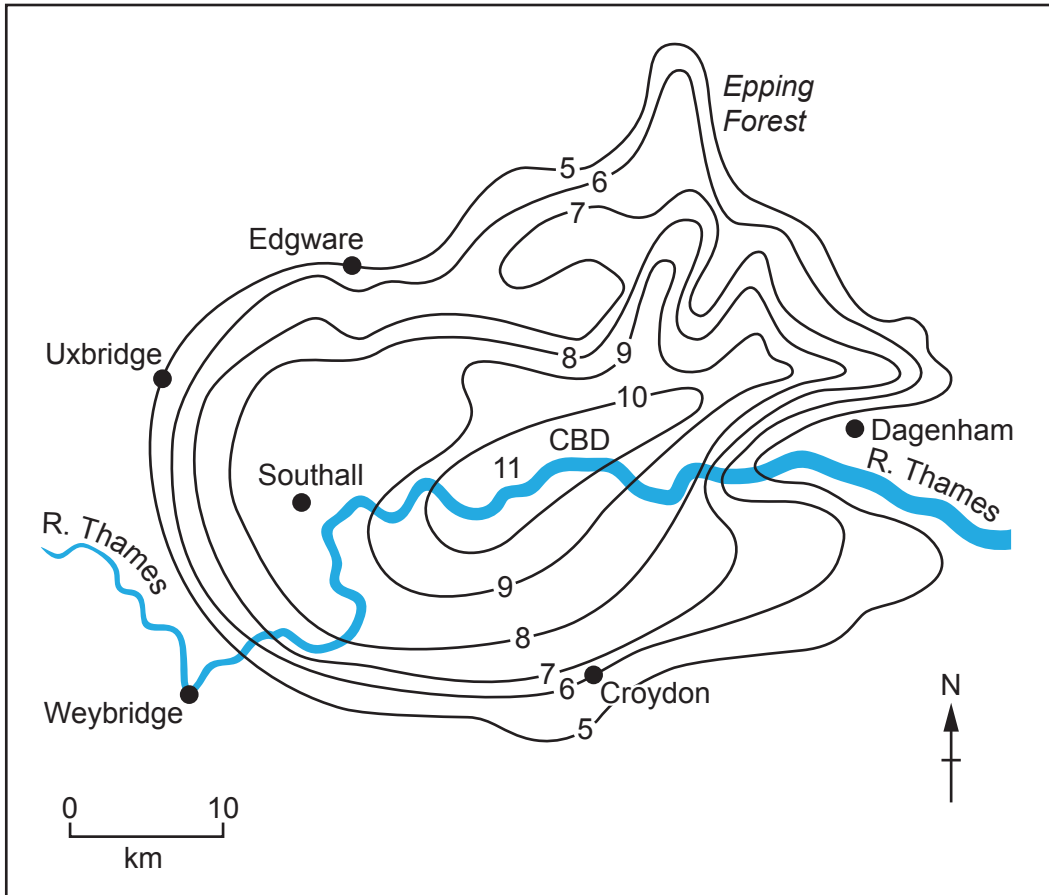 Epping
Forest
5
6
7
Edgware
Uxbridge
8
9
10
CBD
Dagenham
11
Southall
R. Thames
R. Thames
9
8
7
6
Croydon
Weybridge
5
N
0 10
km